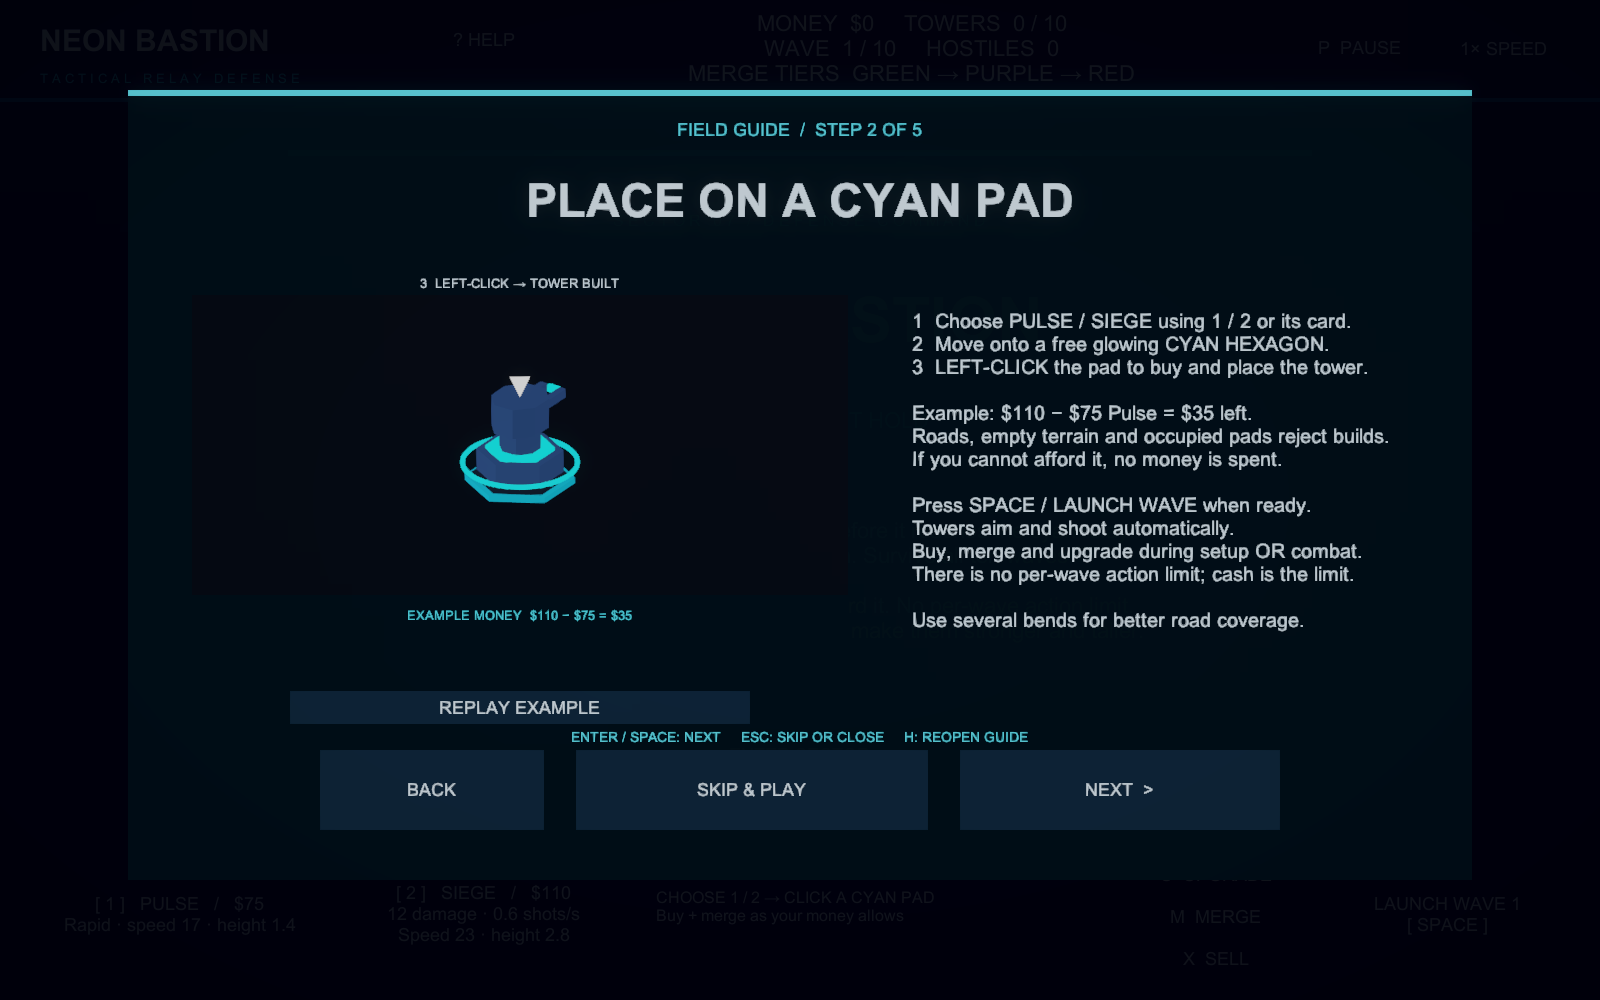 NEON BASTION
TACTICAL RELAY DEFENSE
? HELP
MONEY $0 TOWERS 0 / 10
WAVE 1 / 10 HOSTILES 0
MERGE TIERS GREEN → PURPLE → RED
P PAUSE
1× SPEED
FIELD GUIDE / STEP 2 OF 5
PLACE ON A CYAN PAD
3 LEFT-CLICK → TOWER BUILT
EXAMPLE MONEY $110 − $75 = $35
1 Choose PULSE / SIEGE using 1 / 2 or its card.
2 Move onto a free glowing CYAN HEXAGON.
3 LEFT-CLICK the pad to buy and place the tower.
Example: $110 − $75 Pulse = $35 left.
Roads, empty terrain and occupied pads reject builds.
If you cannot afford it, no money is spent.
Press SPACE / LAUNCH WAVE when ready.
Towers aim and shoot automatically.
Buy, merge and upgrade during setup OR combat.
There is no per-wave action limit; cash is the limit.
Use several bends for better road coverage.
REPLAY EXAMPLE
ENTER / SPACE: NEXT ESC: SKIP OR CLOSE H: REOPEN GUIDE
BACK
SKIP & PLAY
NEXT >
[ 1 ] PULSE / $75
Rapid · speed 17 · height 1.4
[ 2 ] SIEGE / $110
12 damage · 0.6 shots/s
Speed 23 · height 2.8
CHOOSE 1 / 2 → CLICK A CYAN PAD
Buy + merge as your money allows
M MERGE
X SELL
LAUNCH WAVE 1
[ SPACE ]